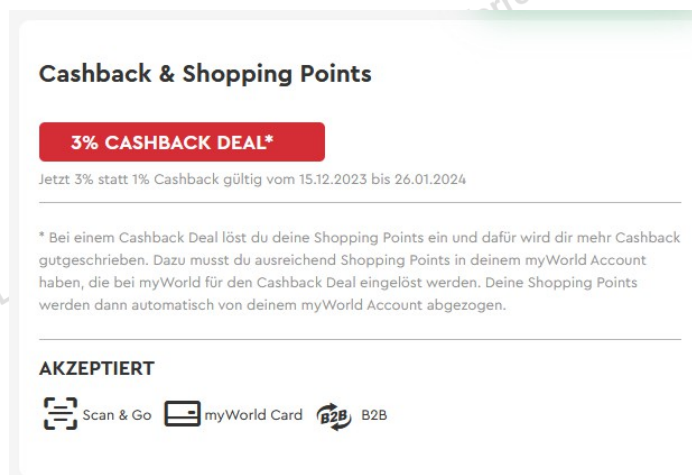 Cashback & Shopping Points
3% CASHBACK DEAL*
Jetzt 3% statt 1% Cashback gültig vom 15.12.2023 bis 26.01.2024
* Bei einem Cashback Deal löst du deine Shopping Points ein und dafür wird dir mehr Cashback
gutgeschrieben. Dazu musst du ausreichend Shopping Points in deinem myWorld Account
haben, die bei myWorld für den Cashback Deal eingelöst werden. Deine Shopping Points
werden dann automatisch von deinem myWorld Account abgezogen.
AKZEPTIERT
Scan & Go myWorld Card B2B B2B